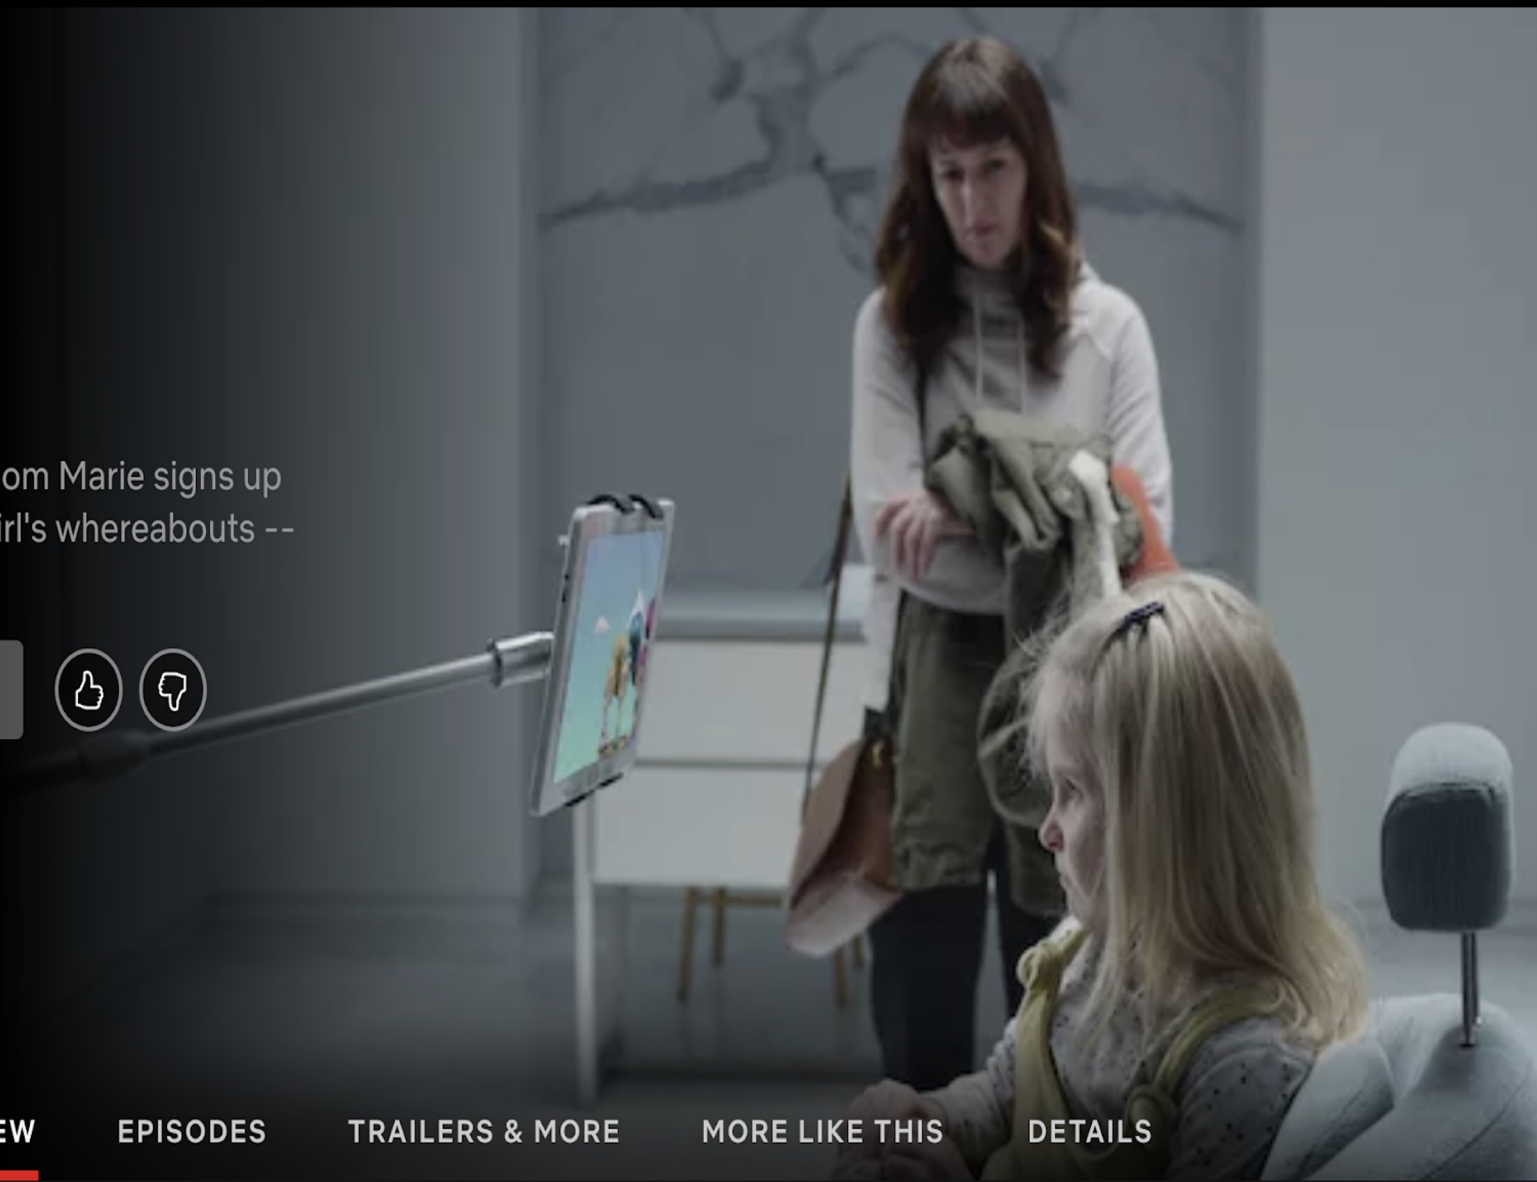 om Marie signs up
irl's whereabouts --
EW EPISODES TRAILERS & MORE MORE LIKE THIS DETAILS